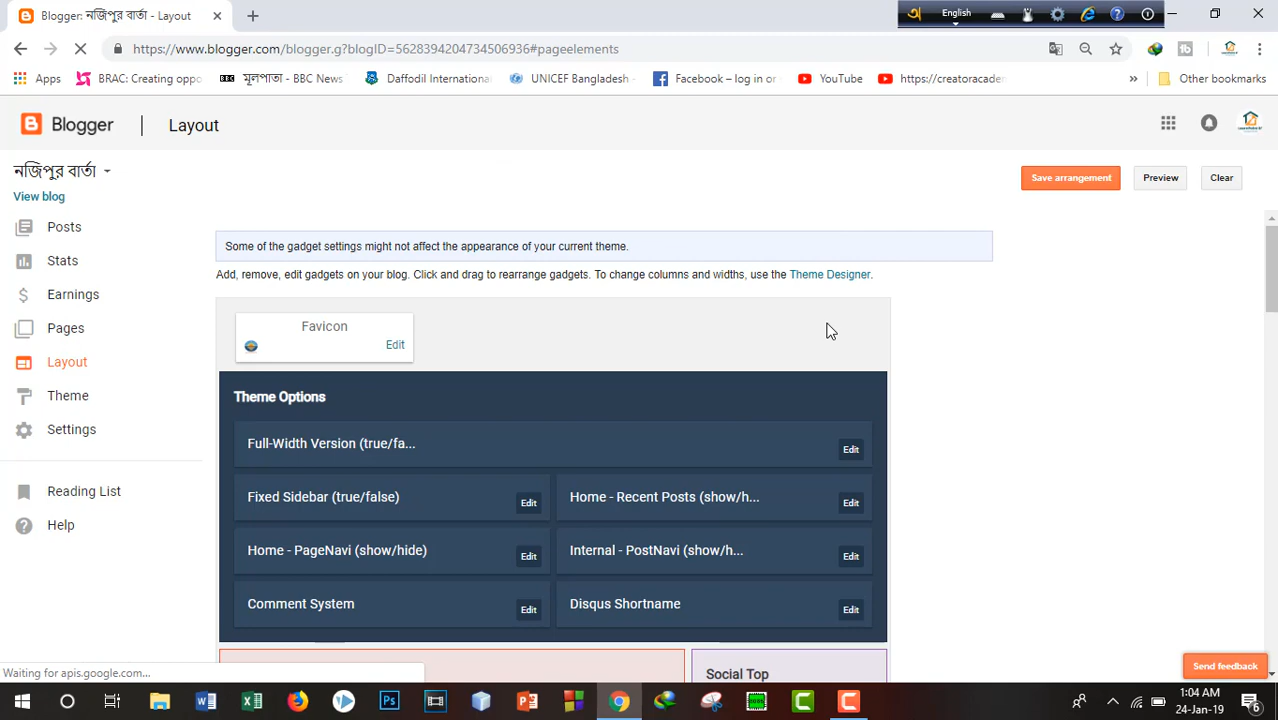 Blogger: নজিপুর বার্তা - Layout
English
https://www.blogger.com/blogger.g?blogID=5628394204734506936#pageelements
Apps
BRAC: Creating oppo
BBC মূলপাতা - BBC News
Daffodil International
UNICEF Bangladesh -
Facebook – log in or
YouTube
https://creatoracade
»
Other bookmarks
Blogger
Layout
নজিপুর বার্তা
View blog
Save arrangement
Preview
Clear
Posts
Stats
Earnings
Pages
Layout
Theme
Settings
Reading List
Help
Some of the gadget settings might not affect the appearance of your current theme.
Add, remove, edit gadgets on your blog. Click and drag to rearrange gadgets. To change columns and widths, use the Theme Designer.
Favicon
Edit
Theme Options
Full-Width Version (true/fa...
Edit
Fixed Sidebar (true/false)
Edit
Home - Recent Posts (show/h...
Edit
Home - PageNavi (show/hide)
Edit
Internal - PostNavi (show/h...
Edit
Comment System
Edit
Disqus Shortname
Edit
Social Top
Send feedback
Waiting for apis.google.com...
1:04 AM
24-Jan-19
6